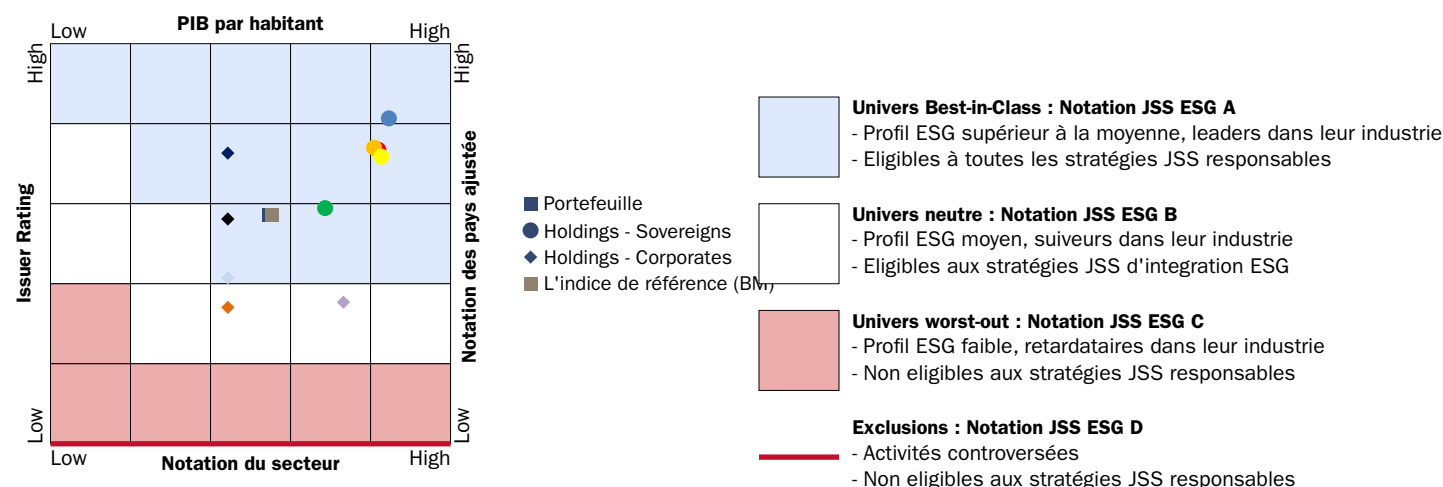 PIB par habitant
Low
High
High
High
Issuer Rating
Notation des pays ajustée
Low
Low
Low
High
Notation du secteur
Portefeuille
Holdings - Sovereigns
Holdings - Corporates
L'indice de référence (BM)
Univers Best-in-Class : Notation JSS ESG A
- Profil ESG supérieur à la moyenne, leaders dans leur industrie
- Eligibles à toutes les stratégies JSS responsables
Univers neutre : Notation JSS ESG B
- Profil ESG moyen, suiveurs dans leur industrie
- Eligibles aux stratégies JSS d'integration ESG
Univers worst-out : Notation JSS ESG C
- Profil ESG faible, retardataires dans leur industrie
- Non eligibles aux stratégies JSS responsables
Exclusions : Notation JSS ESG D
- Activités controversées
- Non eligibles aux stratégies JSS responsables